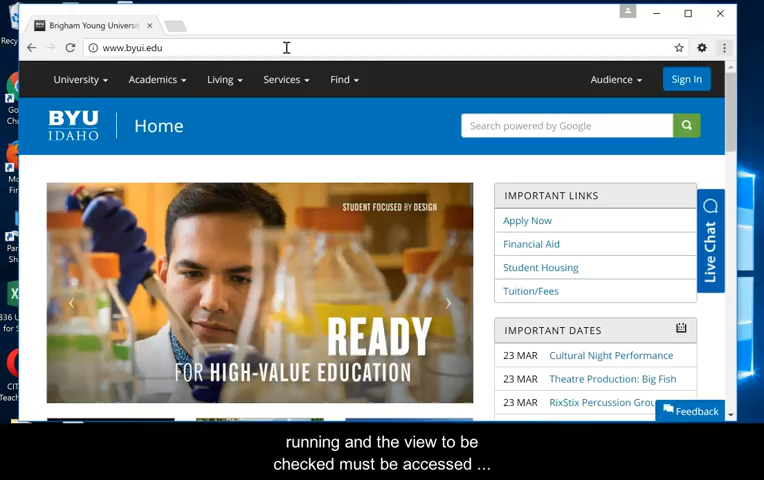 Brigham Young Universit
www.byui.edu
University Academics Living Services Find Audience Sign In
BYU
IDAHO
Home
Search powered by Google
STUDENT FOCUSED BY DESIGN
READY
FOR HIGH-VALUE EDUCATION
IMPORTANT LINKS
Apply Now
Financial Aid
Student Housing
Tuition/Fees
Live Chat
IMPORTANT DATES
23 MAR Cultural Night Performance
23 MAR Theatre Production: Big Fish
23 MAR RixStix Percussion Grou
Feedback
running and the view to be
checked must be accessed ...